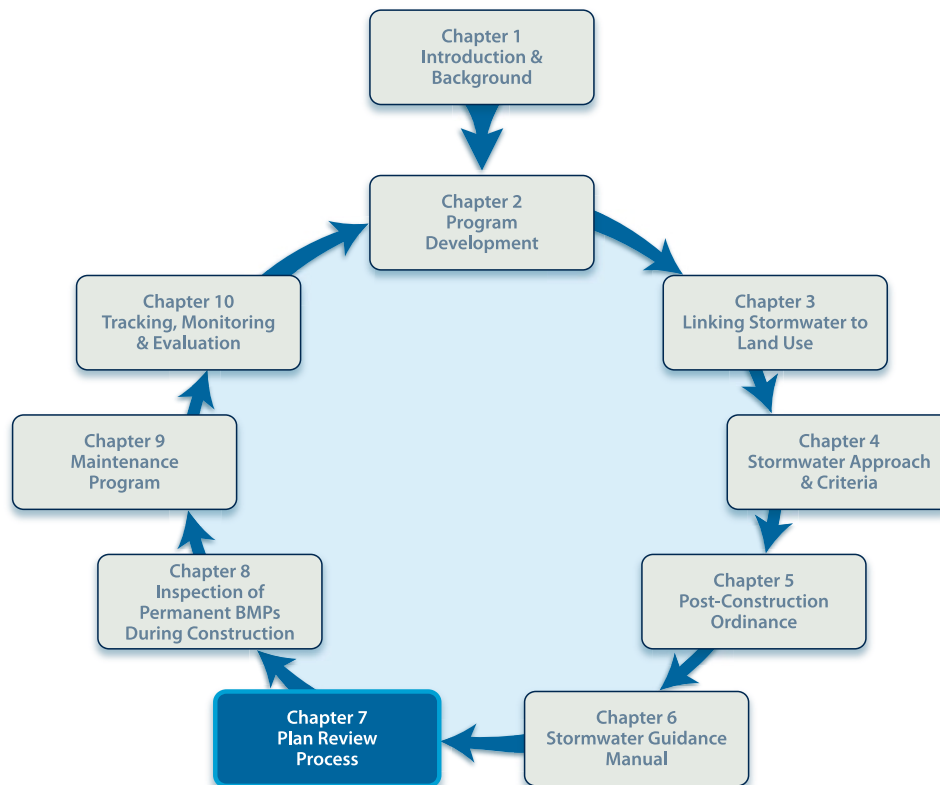 Chapter 1
Introduction &
Background
Chapter 2
Program
Development
Chapter 3
Linking Stormwater to
Land Use
Chapter 4
Stormwater Approach
& Criteria
Chapter 5
Post-Construction
Ordinance
Chapter 6
Stormwater Guidance
Manual
Chapter 7
Plan Review
Process
Chapter 8
Inspection of
Permanent BMPs
During Construction
Chapter 9
Maintenance
Program
Chapter 10
Tracking, Monitoring
& Evaluation